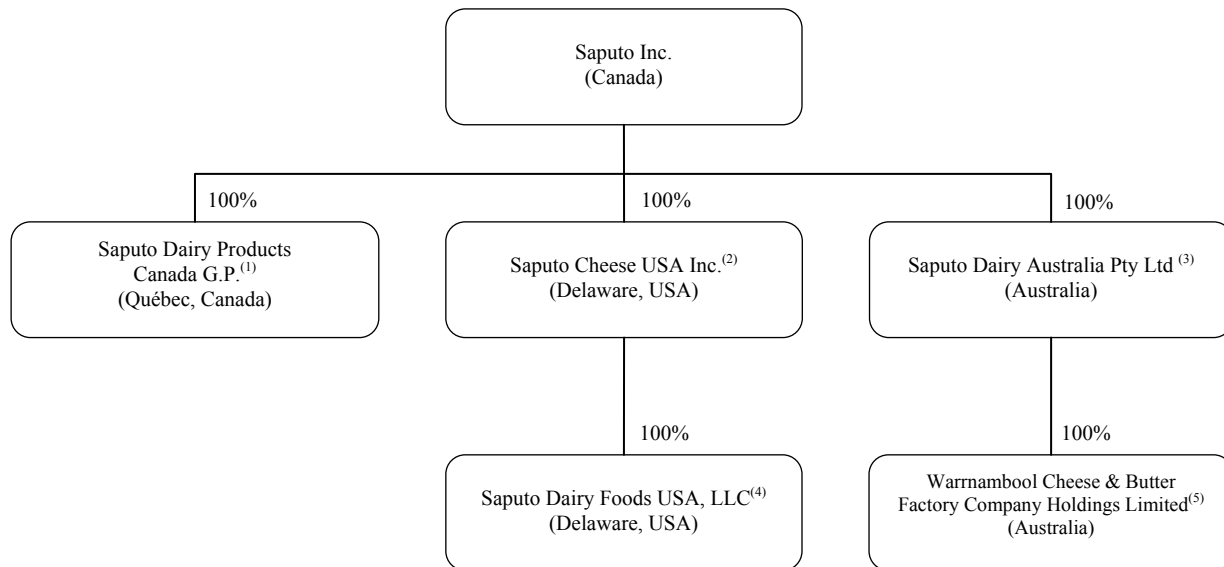 Saputo Inc.
(Canada)
100%
100%
100%
Saputo Dairy Products
Canada G.P.(1)
(Québec, Canada)
Saputo Cheese USA Inc.(2)
(Delaware, USA)
Saputo Dairy Australia Pty Ltd (3)
(Australia)
100%
100%
Saputo Dairy Foods USA, LLC(4)
(Delaware, USA)
Warrnambool Cheese & Butter
Factory Company Holdings Limited(5)
(Australia)